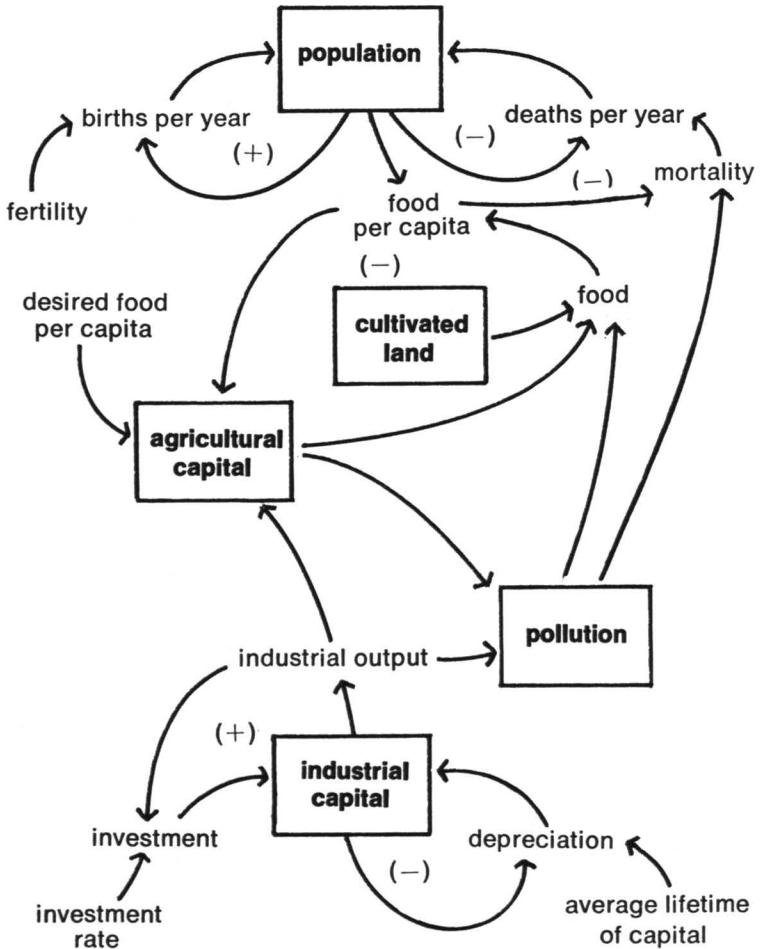 population
births per year
deaths per year
(+)
(−)
(−)
mortality
fertility
food
per capita
(−)
desired food
per capita
food
cultivated
land
agricultural
capital
pollution
industrial output
(+)
industrial
capital
investment
depreciation
(−)
investment
rate
average lifetime
of capital